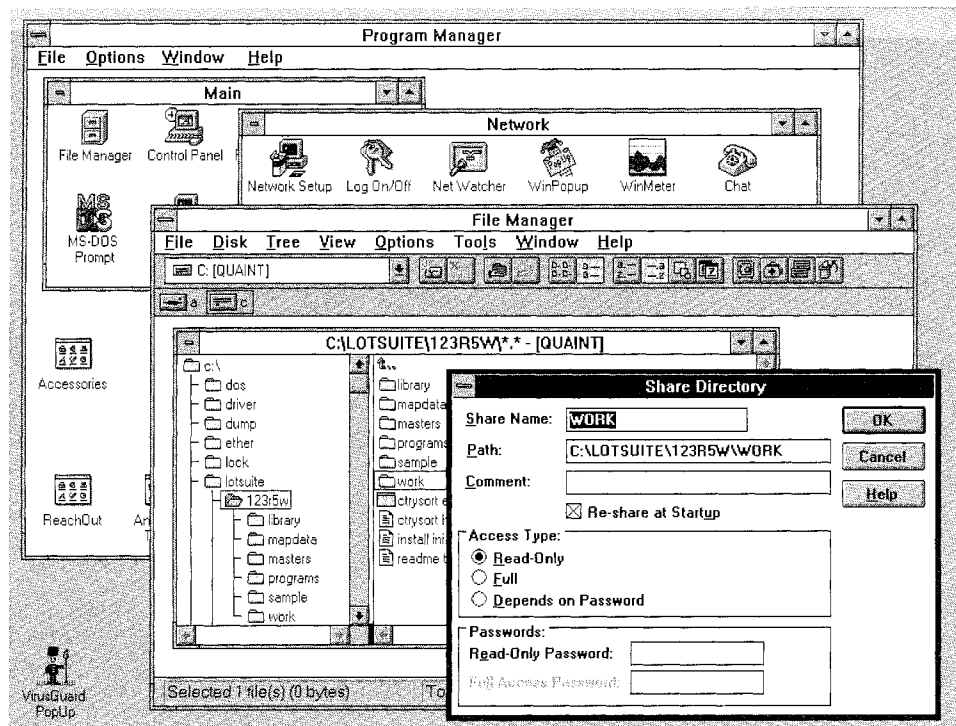 Program Manager
File Options Window Help
Main
File Manager
Control Panel
MS-DOS
Prompt
Accessories
ReachOut
VirusGuard
PopUp
Network
Network Setup
Log On/Off
Net Watcher
WinPopup
WinMeter
Chat
File Manager
File Disk Tree View Options Tools Window Help
C: [QUAINT]
a c
C:\LOTSUITE\123R5W\*.* - [QUAINT]
c:\
dos
driver
dump
ether
lock
lotsuite
123r5w
library
mapdata
masters
programs
sample
work
library
mapdata
masters
programs
sample
work
ctrysort
ctrysort
install.ini
readme
Selected 1 file(s) (0 bytes)
Share Directory
Share Name: WORK
Path: C:\LOTSUITE\123R5W\WORK
Comment:
Re-share at Startup
Access Type:
Read-Only
Full
Depends on Password
Passwords:
Read-Only Password:
Full Access Password:
OK
Cancel
Help